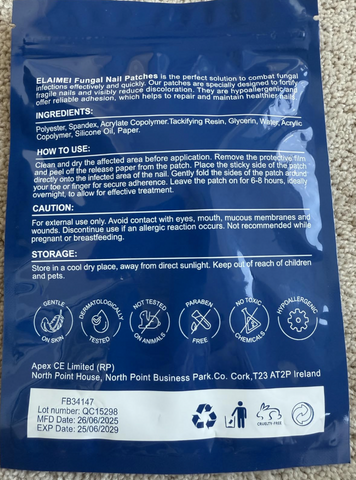 ELAIMEI Fungal Nail Patches is the perfect solution to combat fungal
infections effectively and quickly. Our patches are specially designed to fortify
fragile nails and visibly reduce discoloration. They are hypoallergenic and
offer reliable adhesion, which helps to repair and maintain healthier nails.
INGREDIENTS:
Polyester, Spandex, Acrylate Copolymer.Tackifying Resin, Glycerin, Water, Acrylic
Copolymer, Silicone Oil, Paper.
HOW TO USE:
Clean and dry the affected area before application. Remove the protective film
and peel off the release paper from the patch. Place the sticky side of the patch
directly onto the infected area of the nail. Gently fold the sides of the patch around
your toe or finger for secure adherence. Leave the patch on for 6-8 hours, ideally
overnight, to allow for effective treatment.
CAUTION:
For external use only. Avoid contact with eyes, mouth, mucous membranes and
wounds. Discontinue use if an allergic reaction occurs. Not recommended while
pregnant or breastfeeding.
STORAGE:
Store in a cool dry place, away from direct sunlight. Keep out of reach of children
and pets.
GENTLE ON SKIN
DERMATOLOGICALLY TESTED
NOT TESTED ON ANIMALS
PARABEN FREE
NO TOXIC CHEMICALS
HYPOALLERGENIC
Apex CE Limited (RP)
North Point House, North Point Business Park.Co. Cork,T23 AT2P Ireland
FB34147
Lot number: QC15298
MFD Date: 26/06/2025
EXP Date: 25/06/2029
CRUELTY FREE